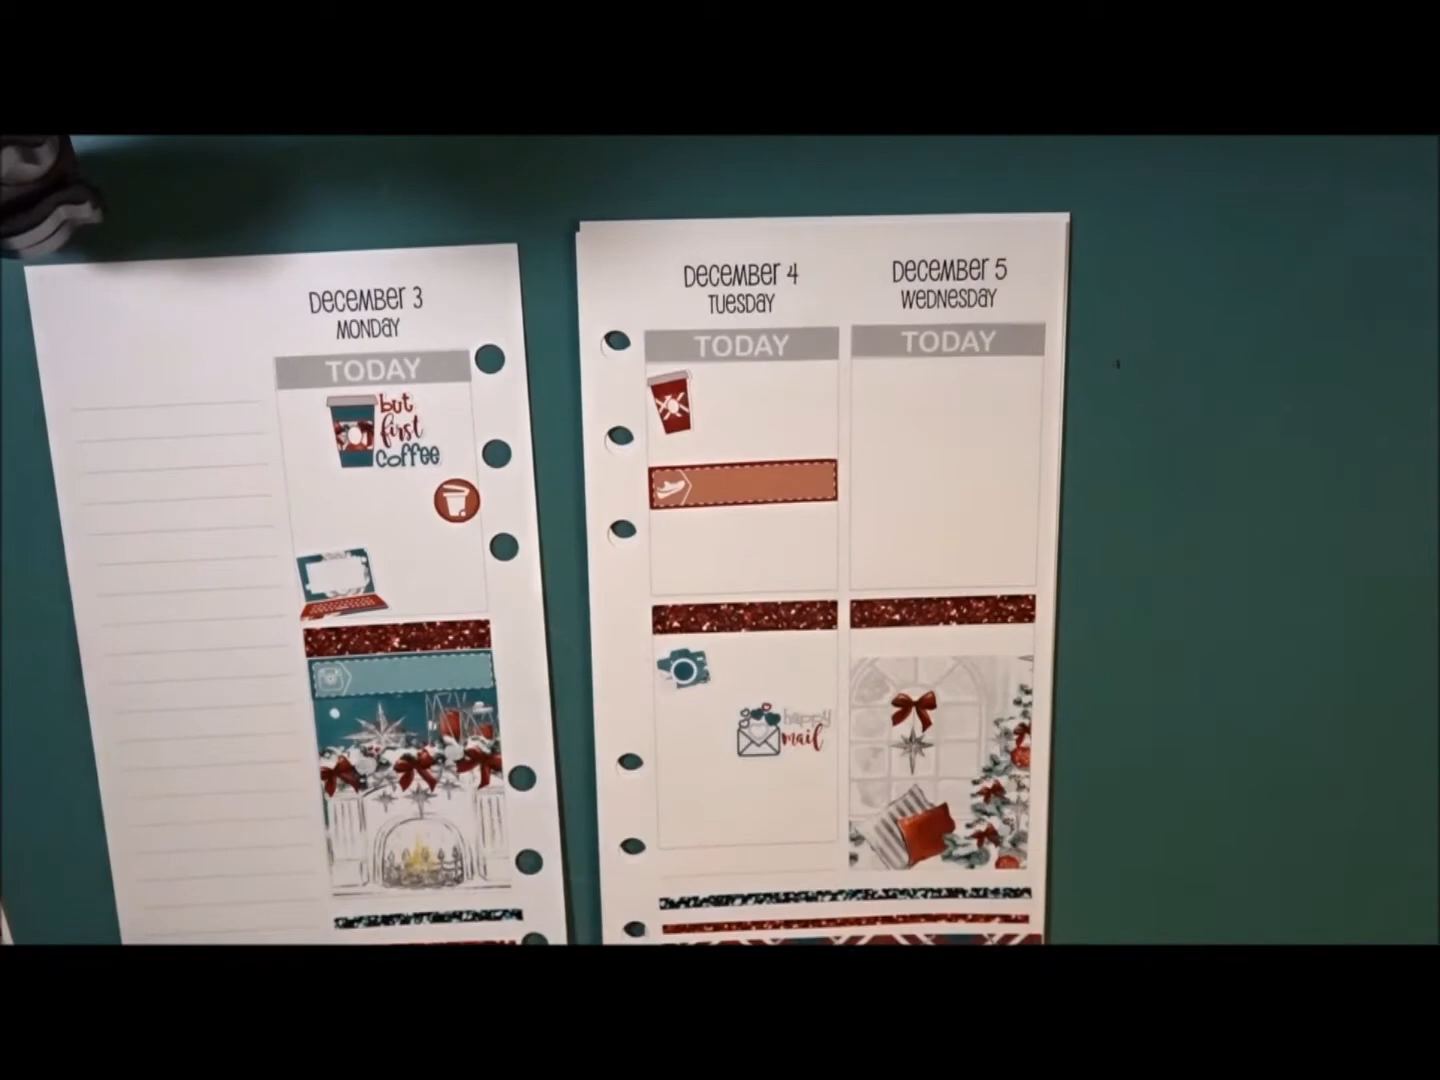 DECEMBER 3
MONDAY
TODAY
but
first
coffee
DECEMBER 4
TUESDAY
TODAY
happy
mail
DECEMBER 5
WEDNESDAY
TODAY